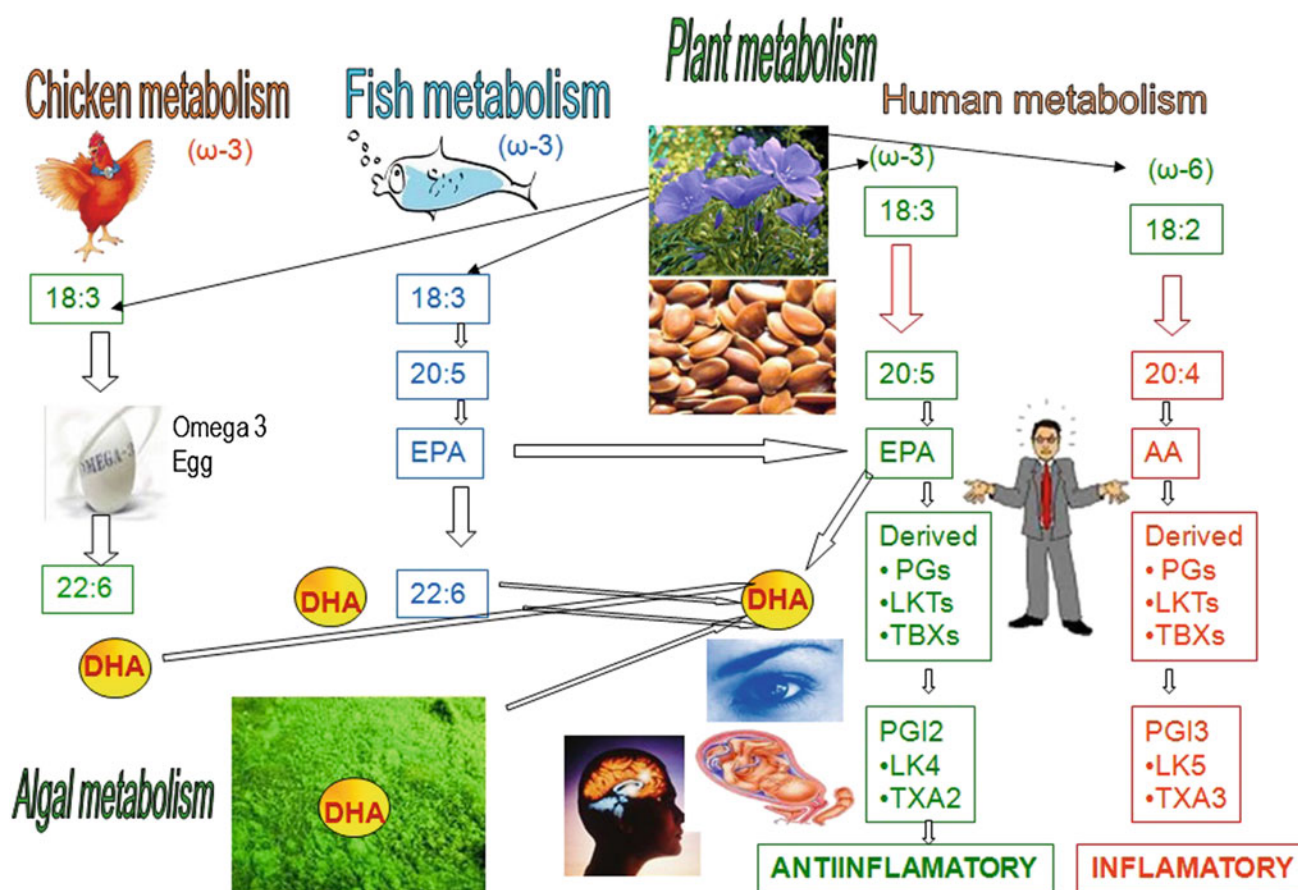 Chicken metabolism
(ω-3)
18:3
Omega 3
Egg
OMEGA-3
22:6
DHA
Fish metabolism
(ω-3)
18:3
20:5
EPA
DHA
22:6
Algal metabolism
DHA
Plant metabolism
Human metabolism
(ω-3)
18:3
20:5
EPA
DHA
Derived
• PGs
•LKTs
•TBXs
PGI2
•LK4
•TXA2
ANTIINFLAMATORY
(ω-6)
18:2
20:4
AA
Derived
• PGs
•LKTs
•TBXs
PGI3
•LK5
•TXA3
INFLAMATORY